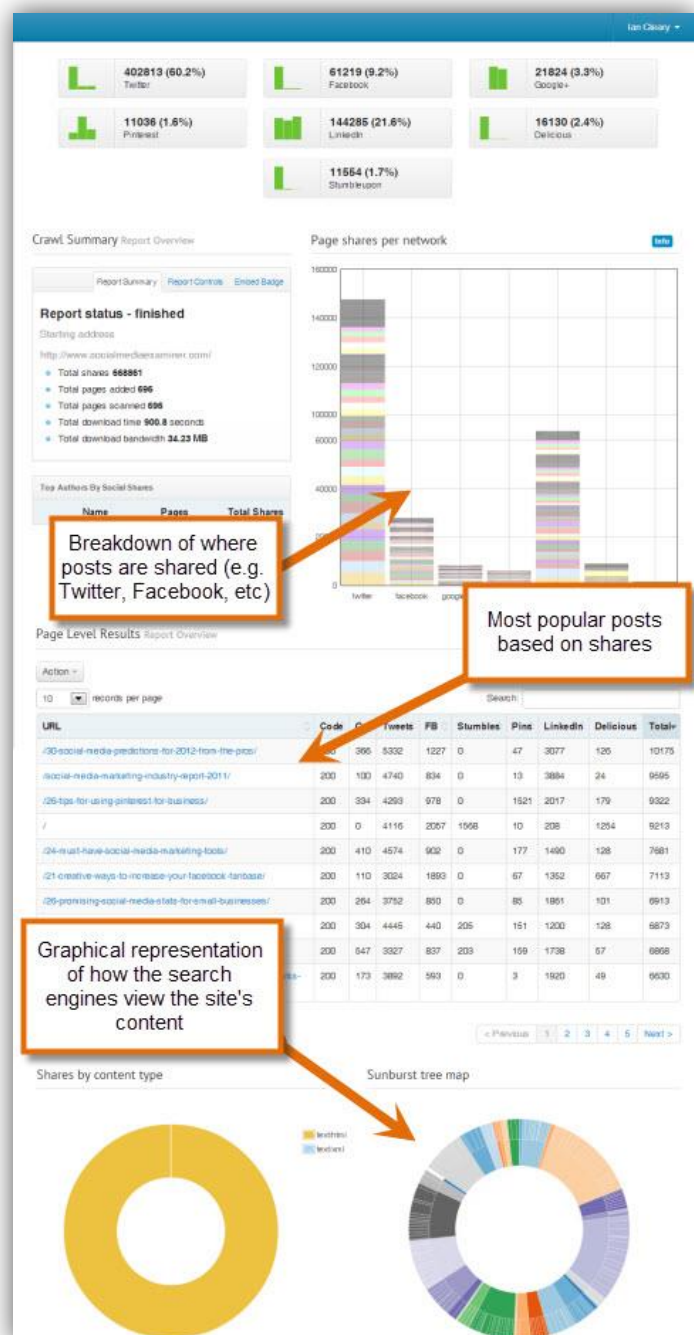 Ian Cleary
402813 (60.2%)
Twitter
61219 (9.2%)
Facebook
21824 (3.3%)
Google+
11036 (1.6%)
Pinterest
144285 (21.6%)
LinkedIn
16130 (2.4%)
Delicious
11554 (1.7%)
Stumbleupon
Crawl Summary Report Overview
Report Summary Report Controls Embed Badge
Report status - finished
Starting address
http://www.socialmediaexaminer.com/
Total shares 668861
Total pages added 696
Total pages scanned 696
Total download time 900.8 seconds
Total download bandwidth 34.23 MB
Top Authors By Social Shares
Name Pages Total Shares
Page shares per network
Info
160000
140000
120000
100000
60000
40000
0
twitter facebook
Breakdown of where
posts are shared (e.g.
Twitter, Facebook, etc)
Most popular posts
based on shares
Page Level Results Report Overview
Action
10 records per page
Search:
URL Code Tweets FB Stumbles Pins LinkedIn Delicious Total
/30-social-media-predictions-for-2012-from-the-pros/ 366 5332 1227 0 47 3077 126 10175
/social-media-marketing-industry-report-2011/ 200 100 4740 834 0 13 3884 24 9595
/26-tips-for-using-pinterest-for-business/ 200 334 4293 978 0 1521 2017 179 9322
/ 200 0 4116 2057 1568 10 208 1254 9213
/24-must-have-social-media-marketing-tools/ 200 410 4574 902 0 177 1490 128 7681
/21-creative-ways-to-increase-your-facebook-fanbase/ 200 110 3024 1893 0 67 1352 667 7113
/26-promising-social-media-stats-for-small-businesses/ 200 264 3752 850 0 85 1861 101 6913
200 304 4445 440 205 151 1200 128 6873
200 547 3327 837 203 159 1738 57 6868
200 173 3892 593 0 3 1920 49 6630
Graphical representation
of how the search
engines view the site's
content
< Previous 1 2 3 4 5 Next >
Shares by content type
text/html
text/xml
Sunburst tree map